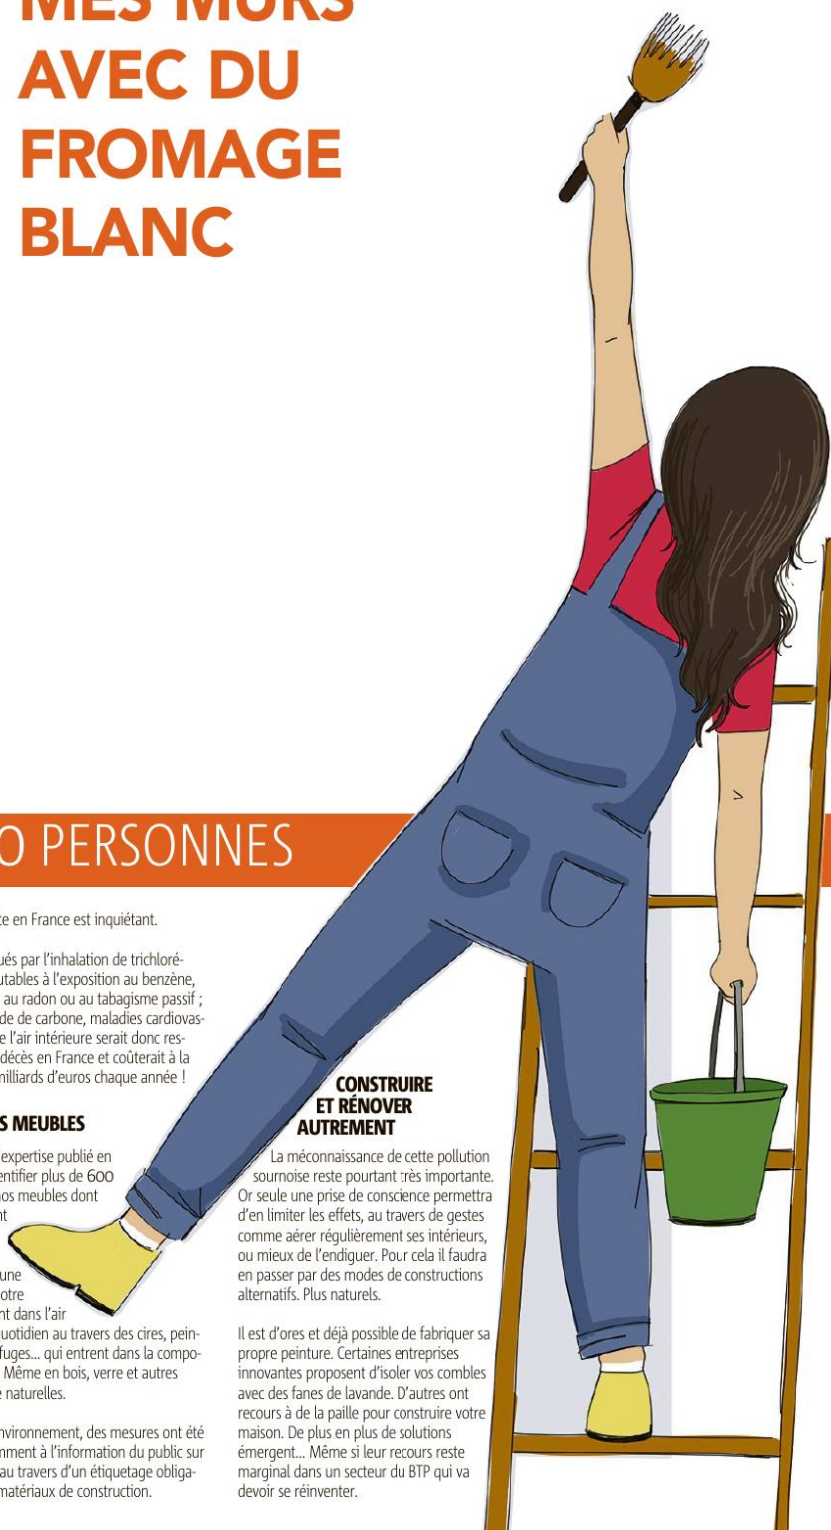 MES MURS
AVEC DU
FROMAGE
BLANC
0 PERSONNES
te en France est inquiétant.
ués par l’inhalation de trichloré-
utables à l’exposition au benzène,
au radon ou au tabagisme passif ;
de de carbone, maladies cardiovas-
e l’air intérieure serait donc res-
décès en France et coûterait à la
milliards d’euros chaque année !
S MEUBLES
expertise publié en
entifier plus de 600
nos meubles dont
nt
une
otre
nt dans l’air
uotidien au travers des cires, pein-
fuges... qui entrent dans la compo-
Même en bois, verre et autres
e naturelles.
nvironnement, des mesures ont été
mment à l’information du public sur
au travers d’un étiquetage obliga-
matériaux de construction.
CONSTRUIRE
ET RÉNOVER
AUTREMENT
La méconnaissance de cette pollution
sournoise reste pourtant très importante.
Or seule une prise de conscience permettra
d’en limiter les effets, au travers de gestes
comme aérer régulièrement ses intérieurs,
ou mieux de l’endiguer. Pour cela il faudra
en passer par des modes de constructions
alternatifs. Plus naturels.
Il est d’ores et déjà possible de fabriquer sa
propre peinture. Certaines entreprises
innovantes proposent d’isoler vos combles
avec des fanes de lavande. D’autres ont
recours à de la paille pour construire votre
maison. De plus en plus de solutions
émergent... Même si leur recours reste
marginal dans un secteur du BTP qui va
devoir se réinventer.